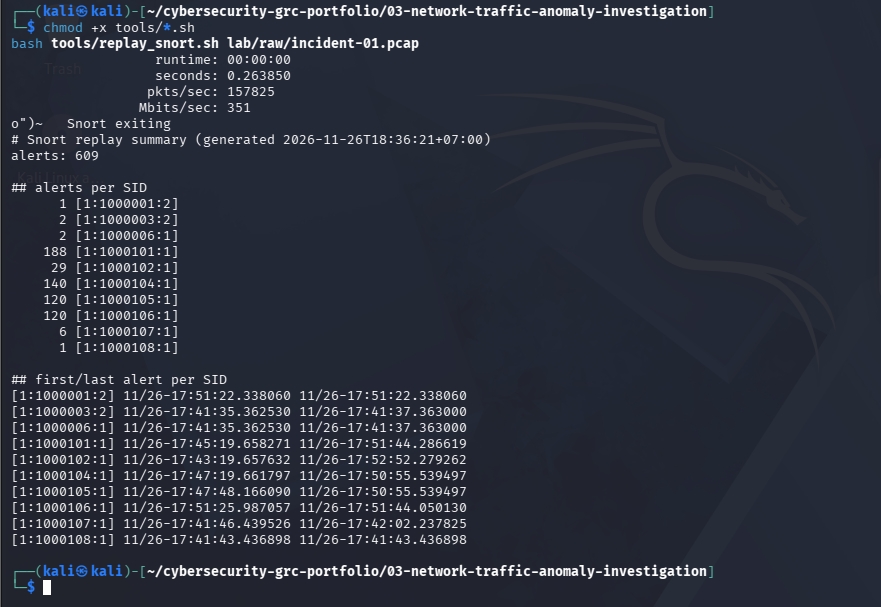 ┌──(kali㉿kali)-[~/cybersecurity-grc-portfolio/03-network-traffic-anomaly-investigation]
└─$ chmod +x tools/*.sh
bash tools/replay_snort.sh lab/raw/incident-01.pcap
runtime: 00:00:00
seconds: 0.263850
pkts/sec: 157825
Mbits/sec: 351
o")~   Snort exiting
# Snort replay summary (generated 2026-11-26T18:36:21+07:00)
alerts: 609
## alerts per SID
1 [1:1000001:2]
2 [1:1000003:2]
2 [1:1000006:1]
188 [1:1000101:1]
29 [1:1000102:1]
140 [1:1000104:1]
120 [1:1000105:1]
120 [1:1000106:1]
6 [1:1000107:1]
1 [1:1000108:1]
## first/last alert per SID
[1:1000001:2] 11/26-17:51:22.338060 11/26-17:51:22.338060
[1:1000003:2] 11/26-17:41:35.362530 11/26-17:41:37.363000
[1:1000006:1] 11/26-17:41:35.362530 11/26-17:41:37.363000
[1:1000101:1] 11/26-17:45:19.658271 11/26-17:51:44.286619
[1:1000102:1] 11/26-17:43:19.657632 11/26-17:52:52.279262
[1:1000104:1] 11/26-17:47:19.661797 11/26-17:50:55.539497
[1:1000105:1] 11/26-17:47:48.166090 11/26-17:50:55.539497
[1:1000106:1] 11/26-17:51:25.987057 11/26-17:51:44.050130
[1:1000107:1] 11/26-17:41:46.439526 11/26-17:42:02.237825
[1:1000108:1] 11/26-17:41:43.436898 11/26-17:41:43.436898
┌──(kali㉿kali)-[~/cybersecurity-grc-portfolio/03-network-traffic-anomaly-investigation]
└─$
Trash